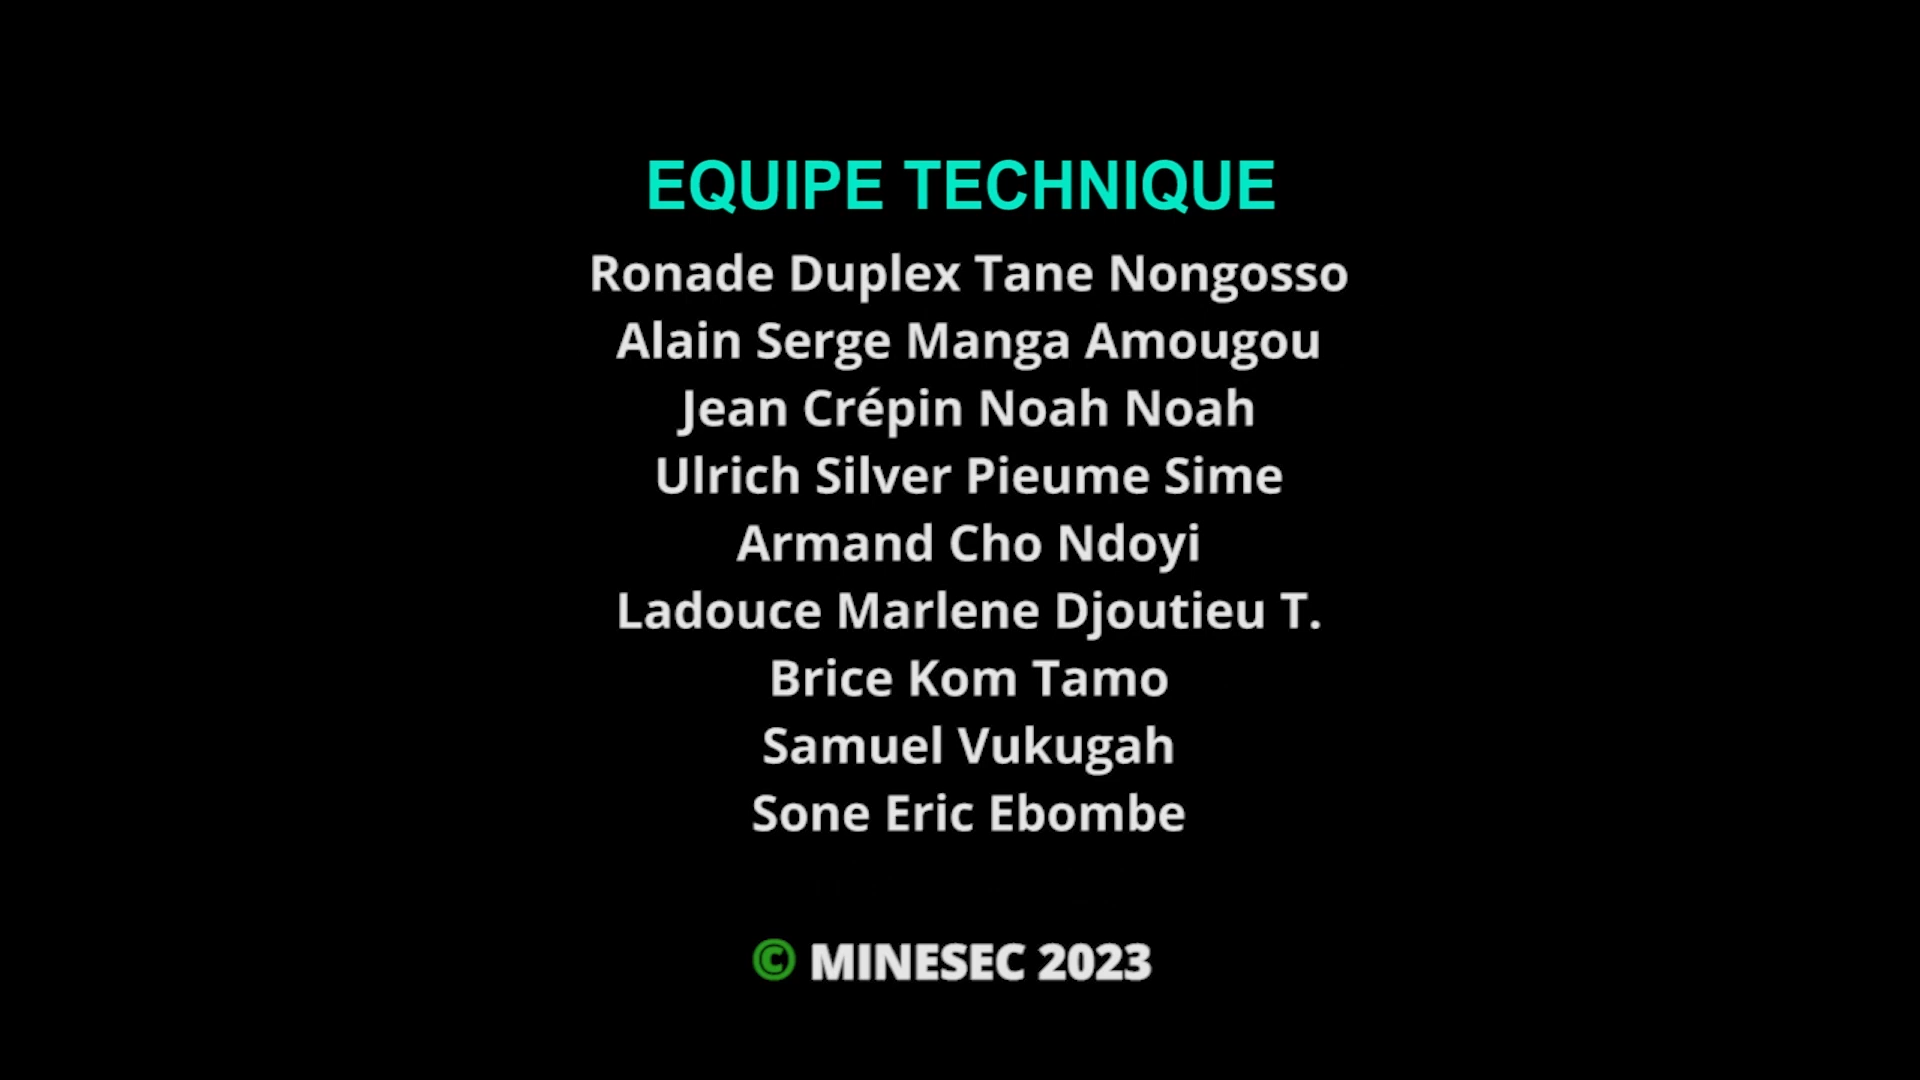 EQUIPE TECHNIQUE
Ronade Duplex Tane Nongosso
Alain Serge Manga Amougou
Jean Crépin Noah Noah
Ulrich Silver Pieume Sime
Armand Cho Ndoyi
Ladouce Marlene Djoutieu T.
Brice Kom Tamo
Samuel Vukugah
Sone Eric Ebombe
© MINESEC 2023